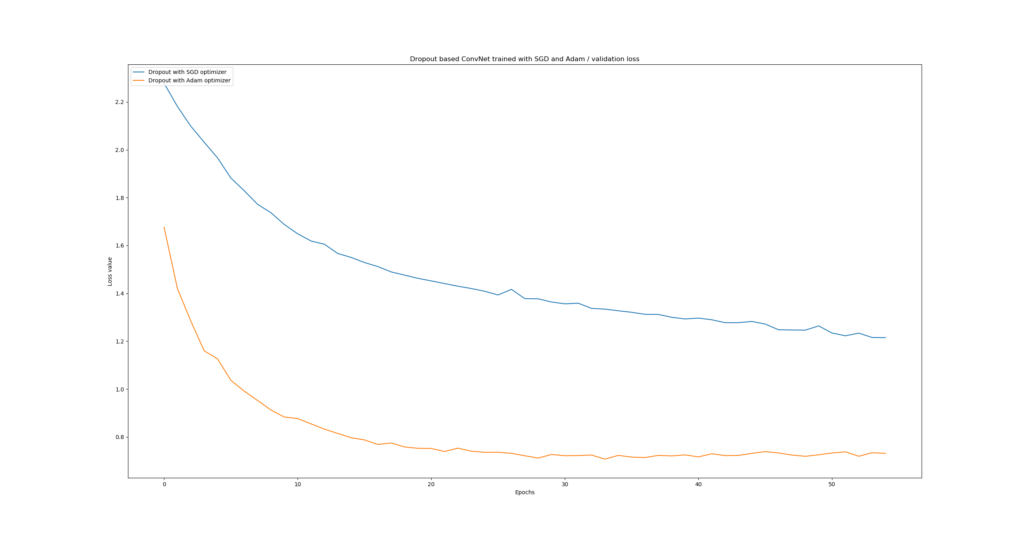 Dropout based ConvNet trained with SGD and Adam / validation loss
Dropout with SGD optimizer
Dropout with Adam optimizer
2.2
2.0
1.8
1.6
1.4
1.2
1.0
0.8
Loss value
0 10 20 30 40 50
Epochs